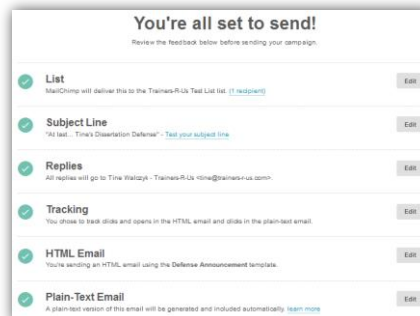 You're all set to send!
Review the feedback below before sending your campaign.
List
MailChimp will deliver this to the Trainers-R-Us Test List list. (1 recipient)
Edit
Subject Line
"At last... Tine's Dissertation Defense" - Test your subject line
Edit
Replies
All replies will go to Tine Walczyk - Trainers-R-Us <tine@trainers-r-us.com>.
Edit
Tracking
You chose to track clicks and opens in the HTML email and clicks in the plain-text email.
Edit
HTML Email
You're sending an HTML email using the Defense Announcement template.
Edit
Plain-Text Email
A plain-text version of this email will be generated and included automatically. learn more
Edit